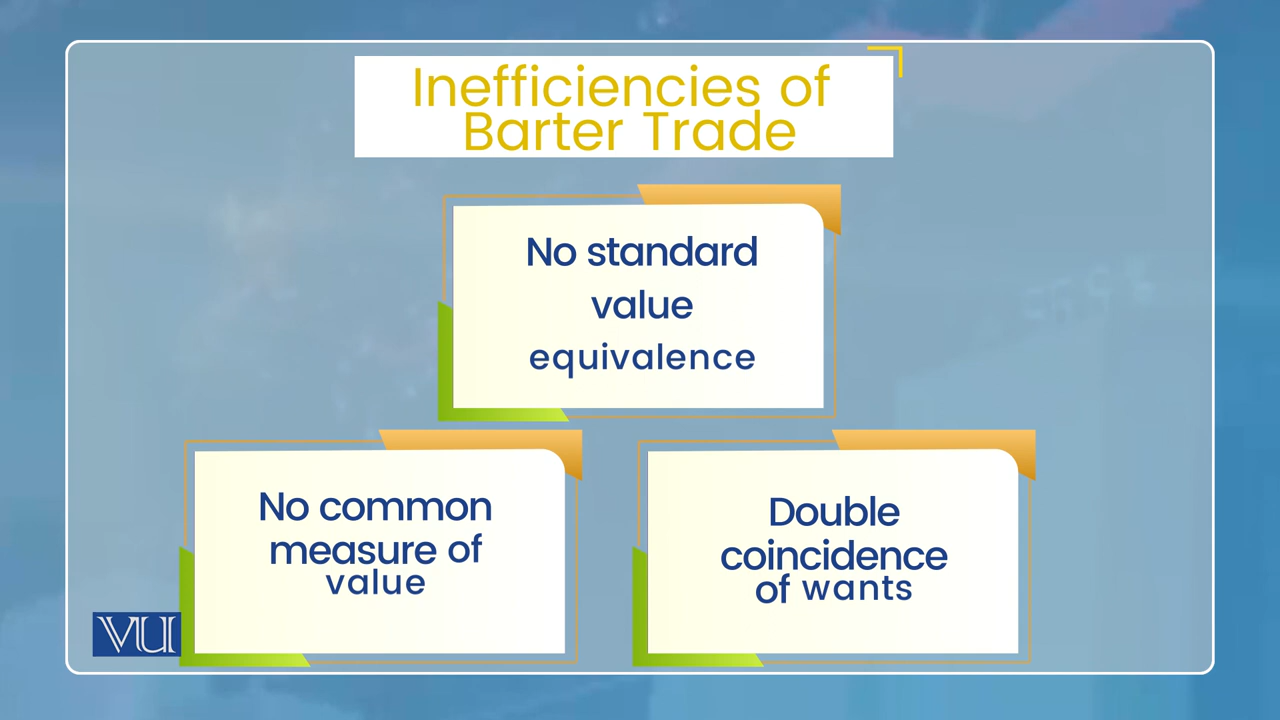 Inefficiencies of
Barter Trade
No standard
value
equivalence
No common
measure of
value
Double
coincidence
of wants
VU